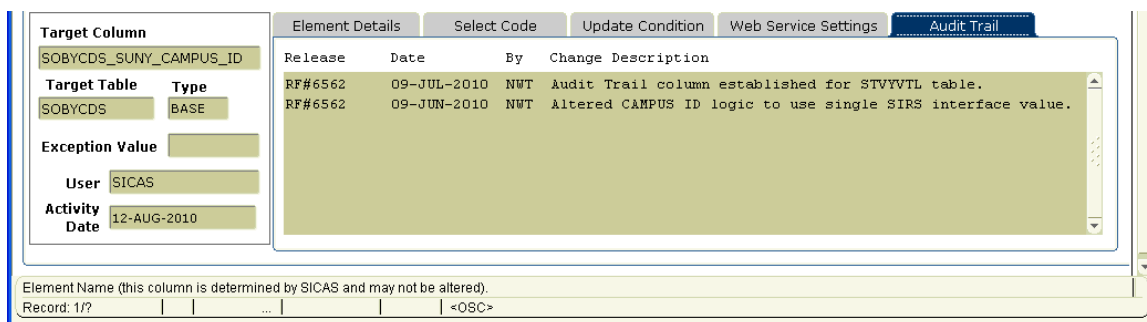 Target Column
SOBYCDS_SUNY_CAMPUS_ID
Target Table Type
SOBYCDS BASE
Exception Value
User SICAS
Activity Date 12-AUG-2010
Element Details Select Code Update Condition Web Service Settings Audit Trail
Release Date By Change Description
RF#6562 09-JUL-2010 NWT Audit Trail column established for STVYVTL table.
RF#6562 09-JUN-2010 NWT Altered CAMPUS ID logic to use single SIRS interface value.
Element Name (this column is determined by SICAS and may not be altered).
Record: 1/? ... <OSC>